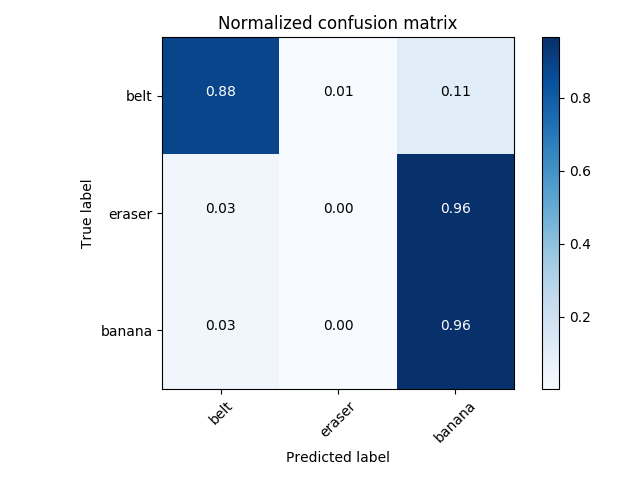 Normalized confusion matrix
belt 0.88 0.01 0.11
eraser 0.03 0.00 0.96
banana 0.03 0.00 0.96
belt eraser banana
True label
Predicted label
0.8
0.6
0.4
0.2